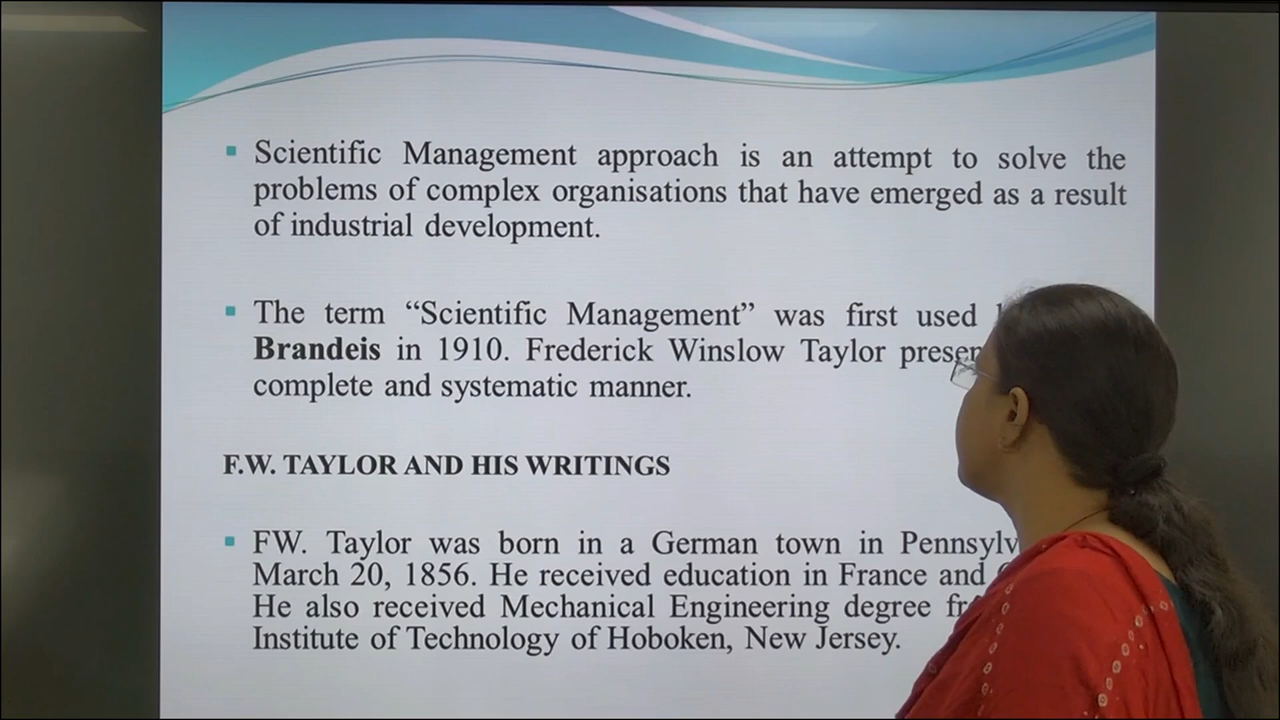 Scientific Management approach is an attempt to solve the
problems of complex organisations that have emerged as a result
of industrial development.
The term “Scientific Management” was first used
Brandeis in 1910. Frederick Winslow Taylor
complete and systematic manner.
F.W. TAYLOR AND HIS WRITINGS
FW. Taylor was born in a German town in
March 20, 1856. He received education in France and
He also received Mechanical Engineering degree
Institute of Technology of Hoboken, New Jersey.